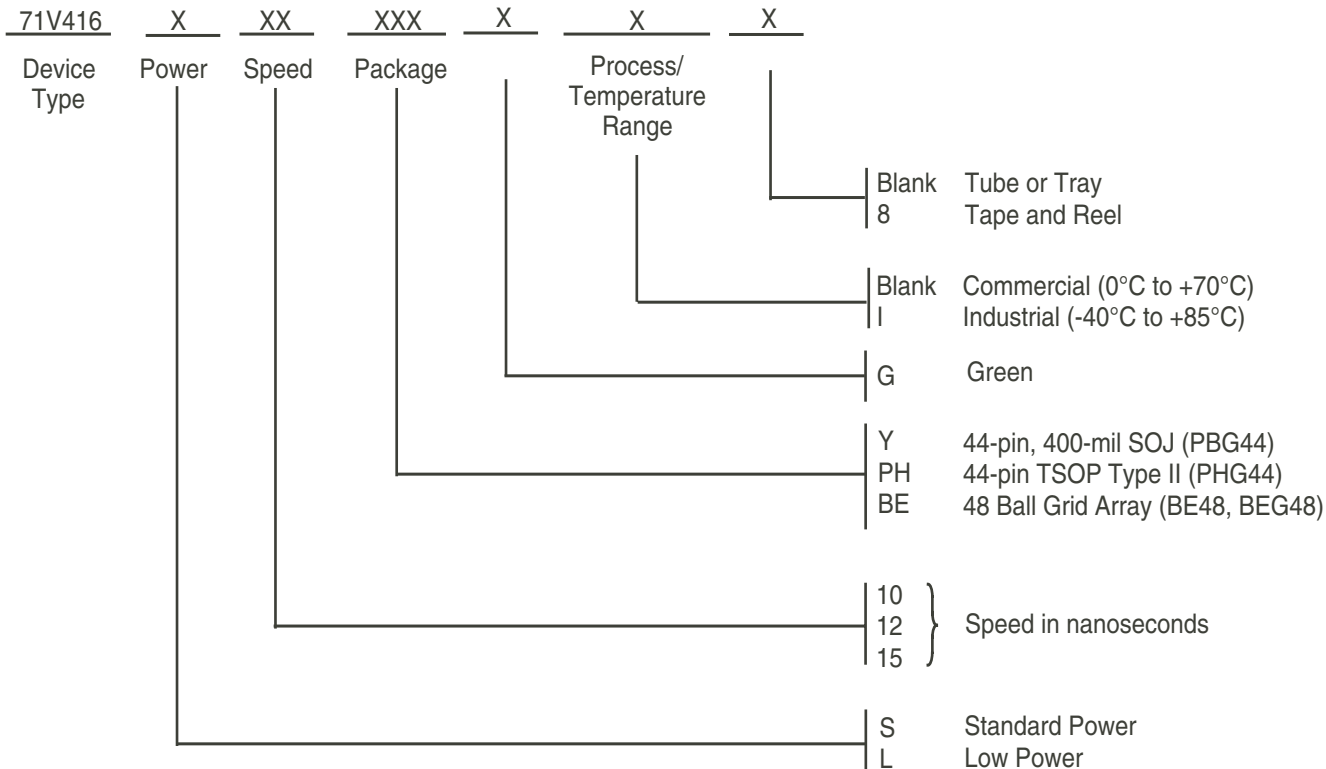 71V416 X XX XXX X X X
Device Type
Power
Speed
Package
Process/
Temperature
Range
Blank Tube or Tray
8 Tape and Reel
Blank Commercial (0°C to +70°C)
I Industrial (-40°C to +85°C)
G Green
Y 44-pin, 400-mil SOJ (PBG44)
PH 44-pin TSOP Type II (PHG44)
BE 48 Ball Grid Array (BE48, BEG48)
10
12 Speed in nanoseconds
15
S Standard Power
L Low Power